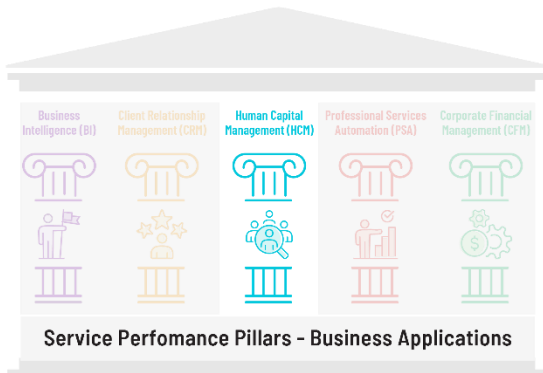 Business
Intelligence (BI)
Client Relationship
Management (CRM)
Human Capital
Management (HCM)
Professional Services
Automation (PSA)
Corporate Financial
Management (CFM)
$
Service Perfomance Pillars - Business Applications